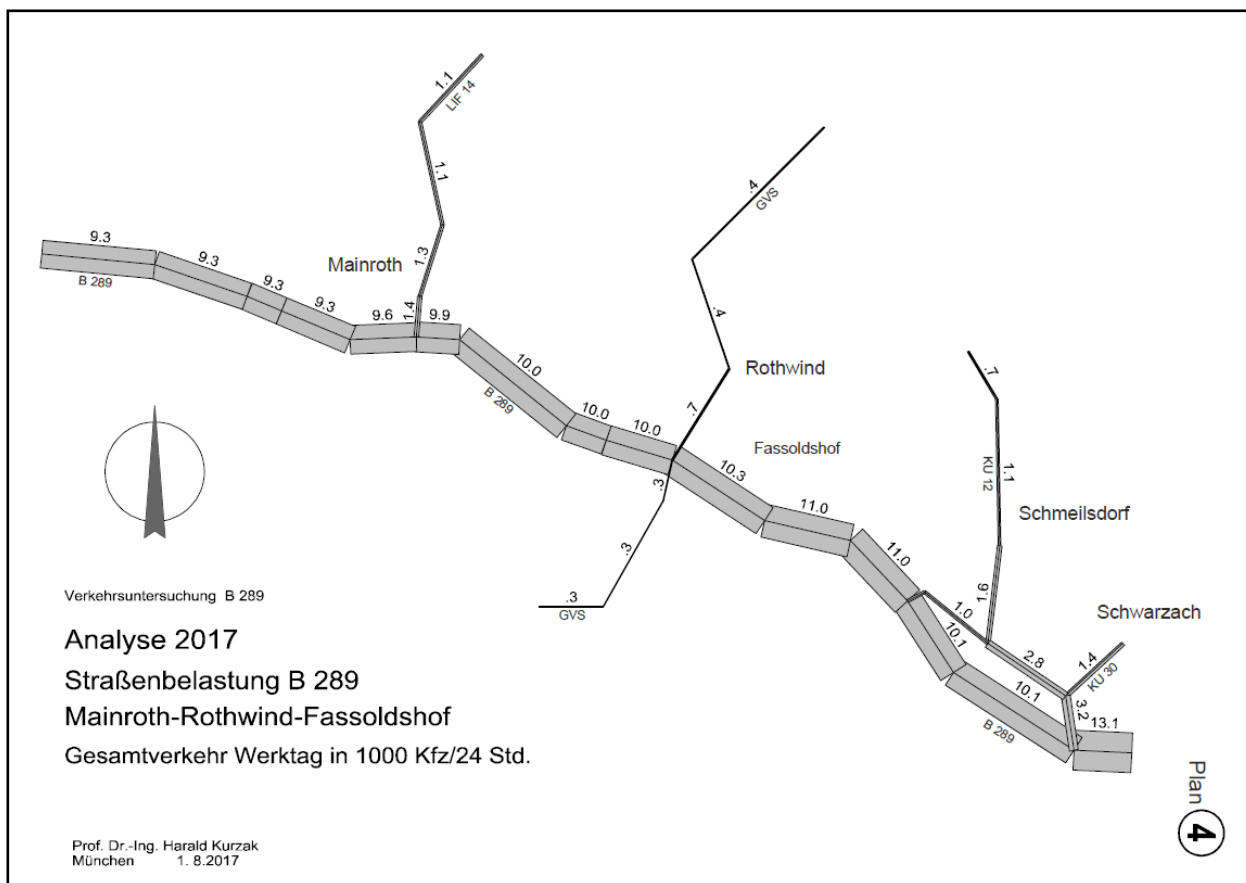 1.1
LIF 14
1.1
.4
GVS
9.3
B 289
9.3
9.3
9.3
Mainroth
1.3
1.4
9.6
9.9
.4
10.0
B 289
10.0
10.0
Rothwind
.7
Fassoldshof
.3
10.3
.7
KU 12
1.1
11.0
Schmeilsdorf
.3
.3
GVS
11.0
1.6
1.0
Schwarzach
10.1
2.8
1.4
KU 30
10.1
3.2
B 289
13.1
Verkehrsuntersuchung B 289
Analyse 2017
Straßenbelastung B 289
Mainroth-Rothwind-Fassoldshof
Gesamtverkehr Werktag in 1000 Kfz/24 Std.
Prof. Dr.-Ing. Harald Kurzak
München 1. 8.2017
Plan
4